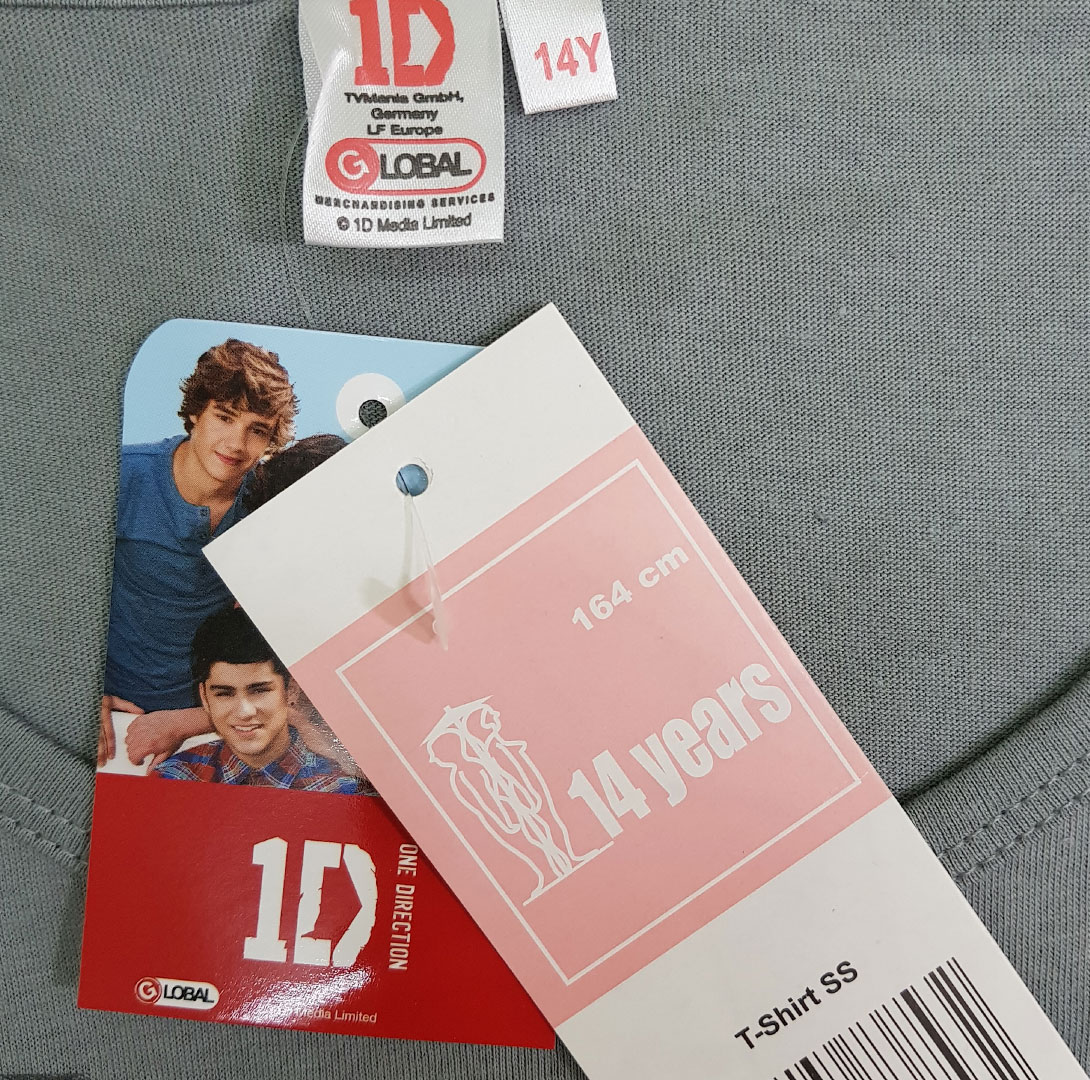 1D
TVMania GmbH,
Germany
LF Europe
GLOBAL
MERCHANDISING SERVICES
© 1D Media Limited
14Y
164 cm
14 years
T-Shirt SS
1D
ONE DIRECTION
GLOBAL
Media Limited